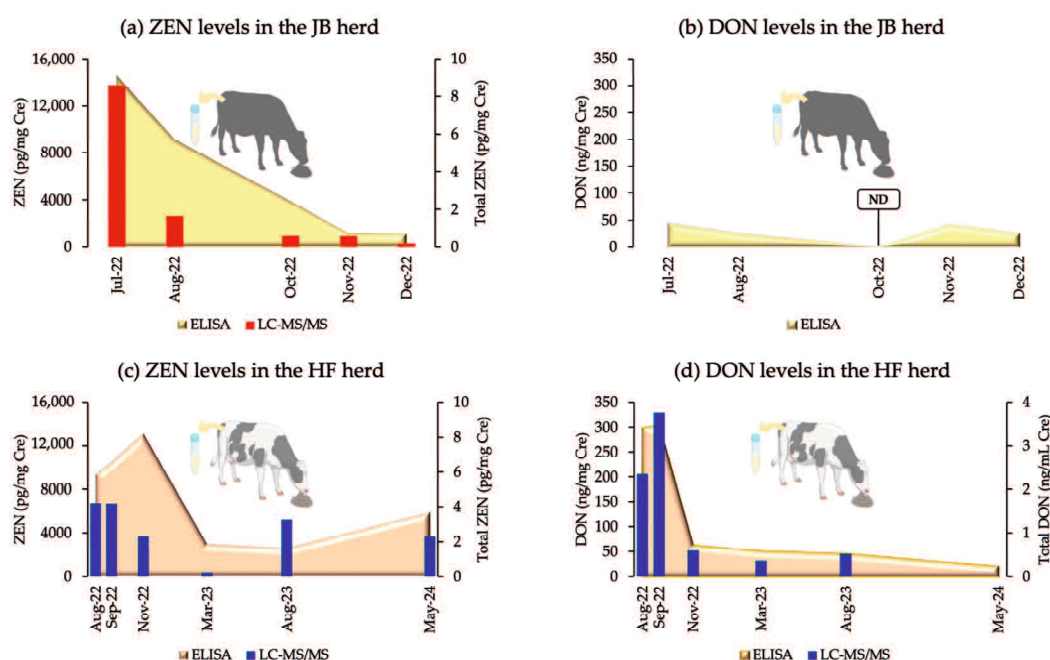 (a) ZEN levels in the JB herd
ZEN (pg/mg Cre)
16,000
12,000
8000
4000
0
Total ZEN (pg/mg Cre)
10
8
6
4
2
0
Jul-22
Aug-22
Oct-22
Nov-22
Dec-22
ELISA LC-MS/MS
(b) DON levels in the JB herd
DON (ng/mg Cre)
350
300
250
200
150
100
50
0
ND
Jul-22
Aug-22
Oct-22
Nov-22
Dec-22
ELISA
(c) ZEN levels in the HF herd
ZEN (pg/mg Cre)
16,000
12,000
8000
4000
0
Total ZEN (pg/mg Cre)
10
8
6
4
2
0
Aug-22
Sep-22
Nov-22
Mar-23
Aug-23
May-24
ELISA LC-MS/MS
(d) DON levels in the HF herd
DON (ng/mg Cre)
350
300
250
200
150
100
50
0
Total DON (ng/mL Cre)
4
3
2
1
0
Aug-22
Sep-22
Nov-22
Mar-23
Aug-23
May-24
ELISA LC-MS/MS